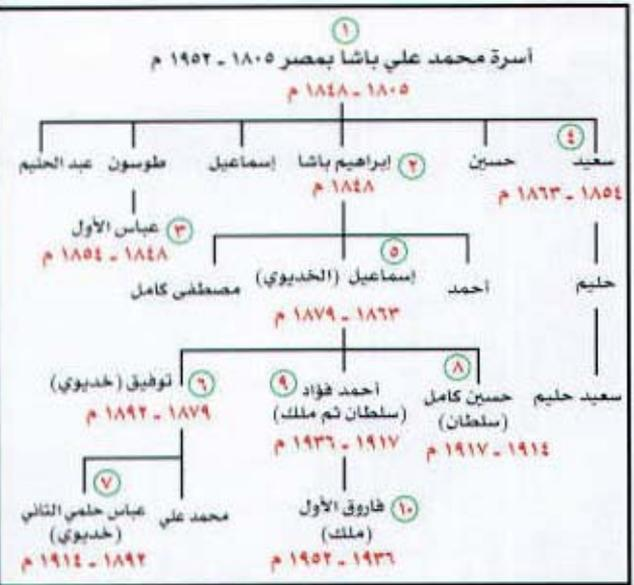 ١
أسرة محمد علي باشا بمصر ١٨٠٥ - ١٩٥٢ م
١٨٠٥ - ١٨٤٨ م
٤
سعيد
حسين
٢ إبراهيم باشا
إسماعيل
طوسون
عبد الحليم
١٨٥٤ - ١٨٦٣ م
١٨٤٨ م
٣ عباس الأول
١٨٤٨ - ١٨٥٤ م
٥
حليم
أحمد
إسماعيل (الخديوي)
مصطفى كامل
١٨٦٣ - ١٨٧٩ م
سعيد حليم
٨
حسين كامل
(سلطان)
١٩١٤ - ١٩١٧ م
٩ أحمد فؤاد
(سلطان ثم ملك)
١٩١٧ - ١٩٣٦ م
٦ توفيق (خديوي)
١٨٧٩ - ١٨٩٢ م
١٠ فاروق الأول
(ملك)
١٩٣٦ - ١٩٥٢ م
محمد علي
٧
عباس حلمي الثاني
(خديوي)
١٨٩٢ - ١٩١٤ م